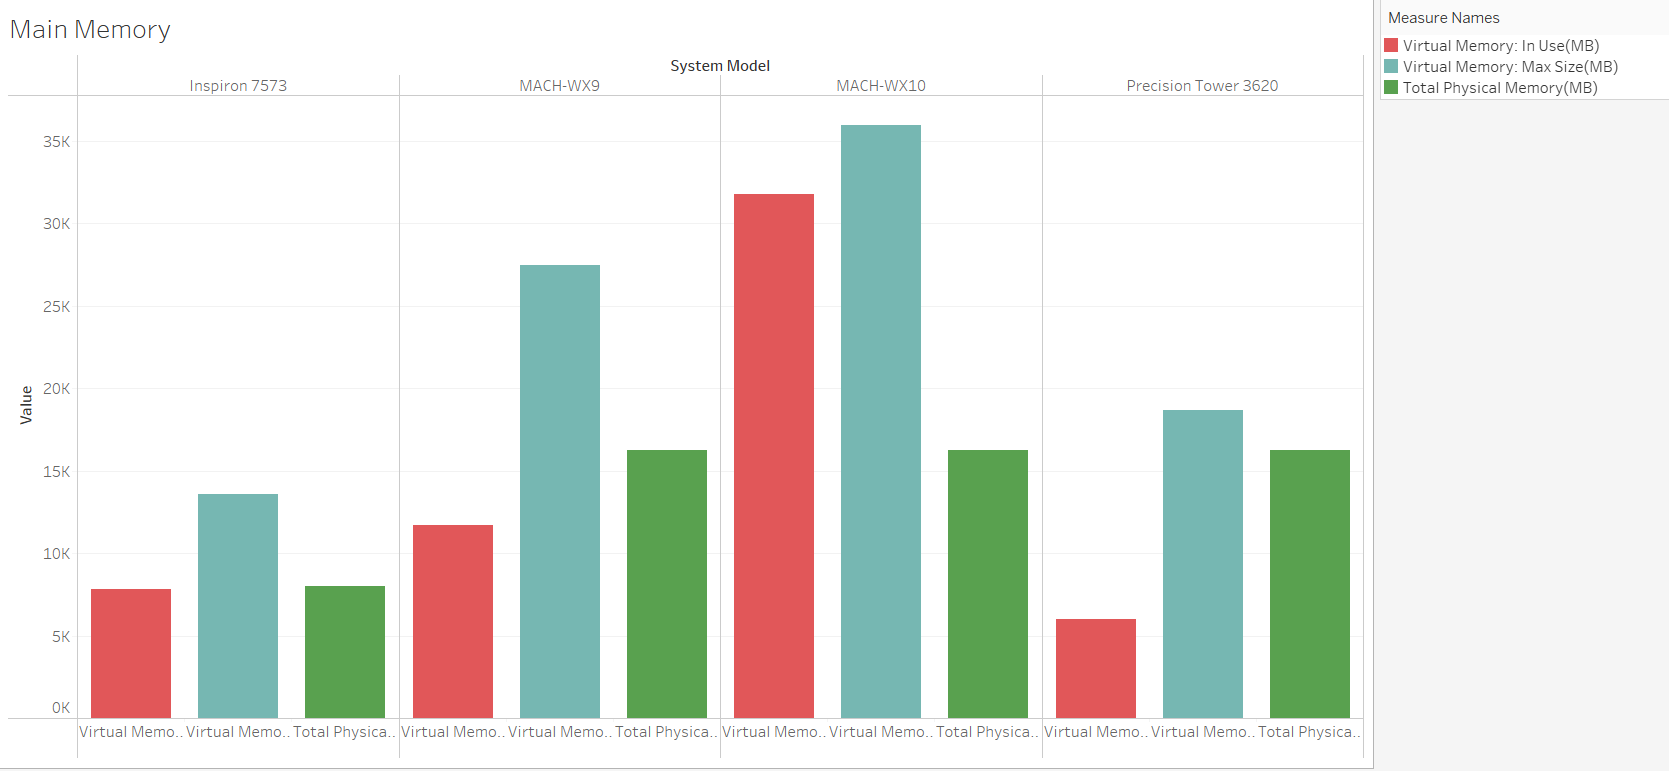 Main Memory
System Model
Inspiron 7573
MACH-WX9
MACH-WX10
Precision Tower 3620
35K
30K
25K
20K
15K
10K
5K
0K
Value
Virtual Memo.. Virtual Memo.. Total Physica.. Virtual Memo.. Virtual Memo.. Total Physica.. Virtual Memo.. Virtual Memo.. Total Physica.. Virtual Memo.. Virtual Memo.. Total Physica..
Measure Names
Virtual Memory: In Use(MB)
Virtual Memory: Max Size(MB)
Total Physical Memory(MB)